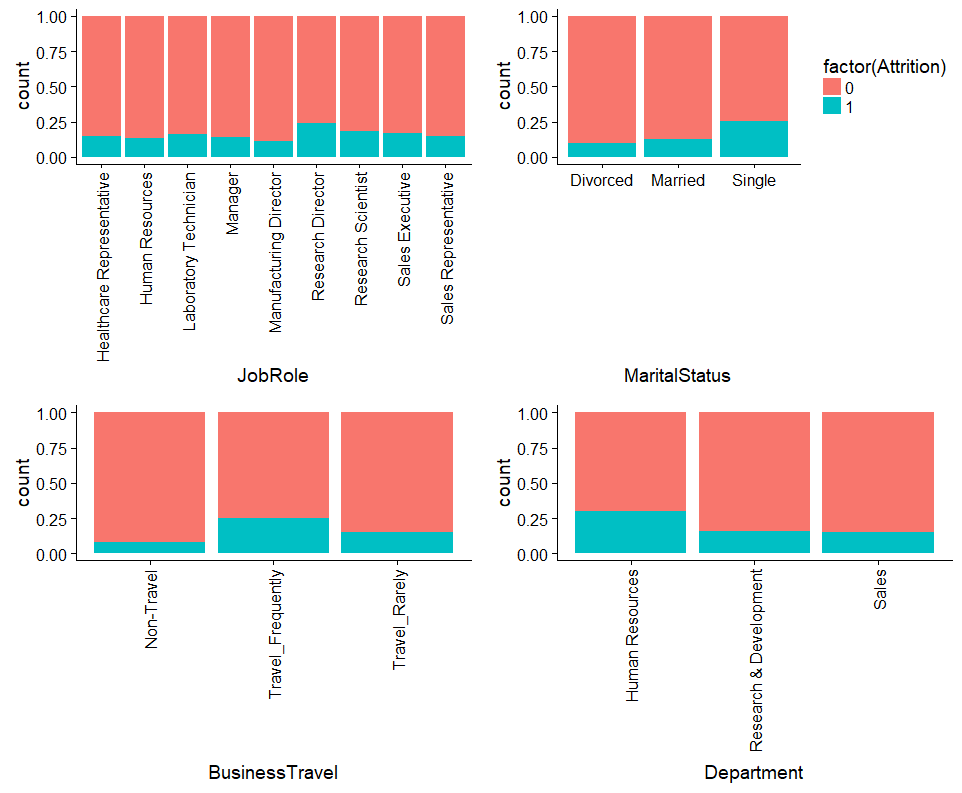 count
1.00
0.75
0.50
0.25
0.00
Healthcare Representative
Human Resources
Laboratory Technician
Manager
Manufacturing Director
Research Director
Research Scientist
Sales Executive
Sales Representative
JobRole
count
1.00
0.75
0.50
0.25
0.00
Divorced
Married
Single
MaritalStatus
factor(Attrition)
0
1
count
1.00
0.75
0.50
0.25
0.00
Non-Travel
Travel_Frequently
Travel_Rarely
BusinessTravel
count
1.00
0.75
0.50
0.25
0.00
Human Resources
Research & Development
Sales
Department